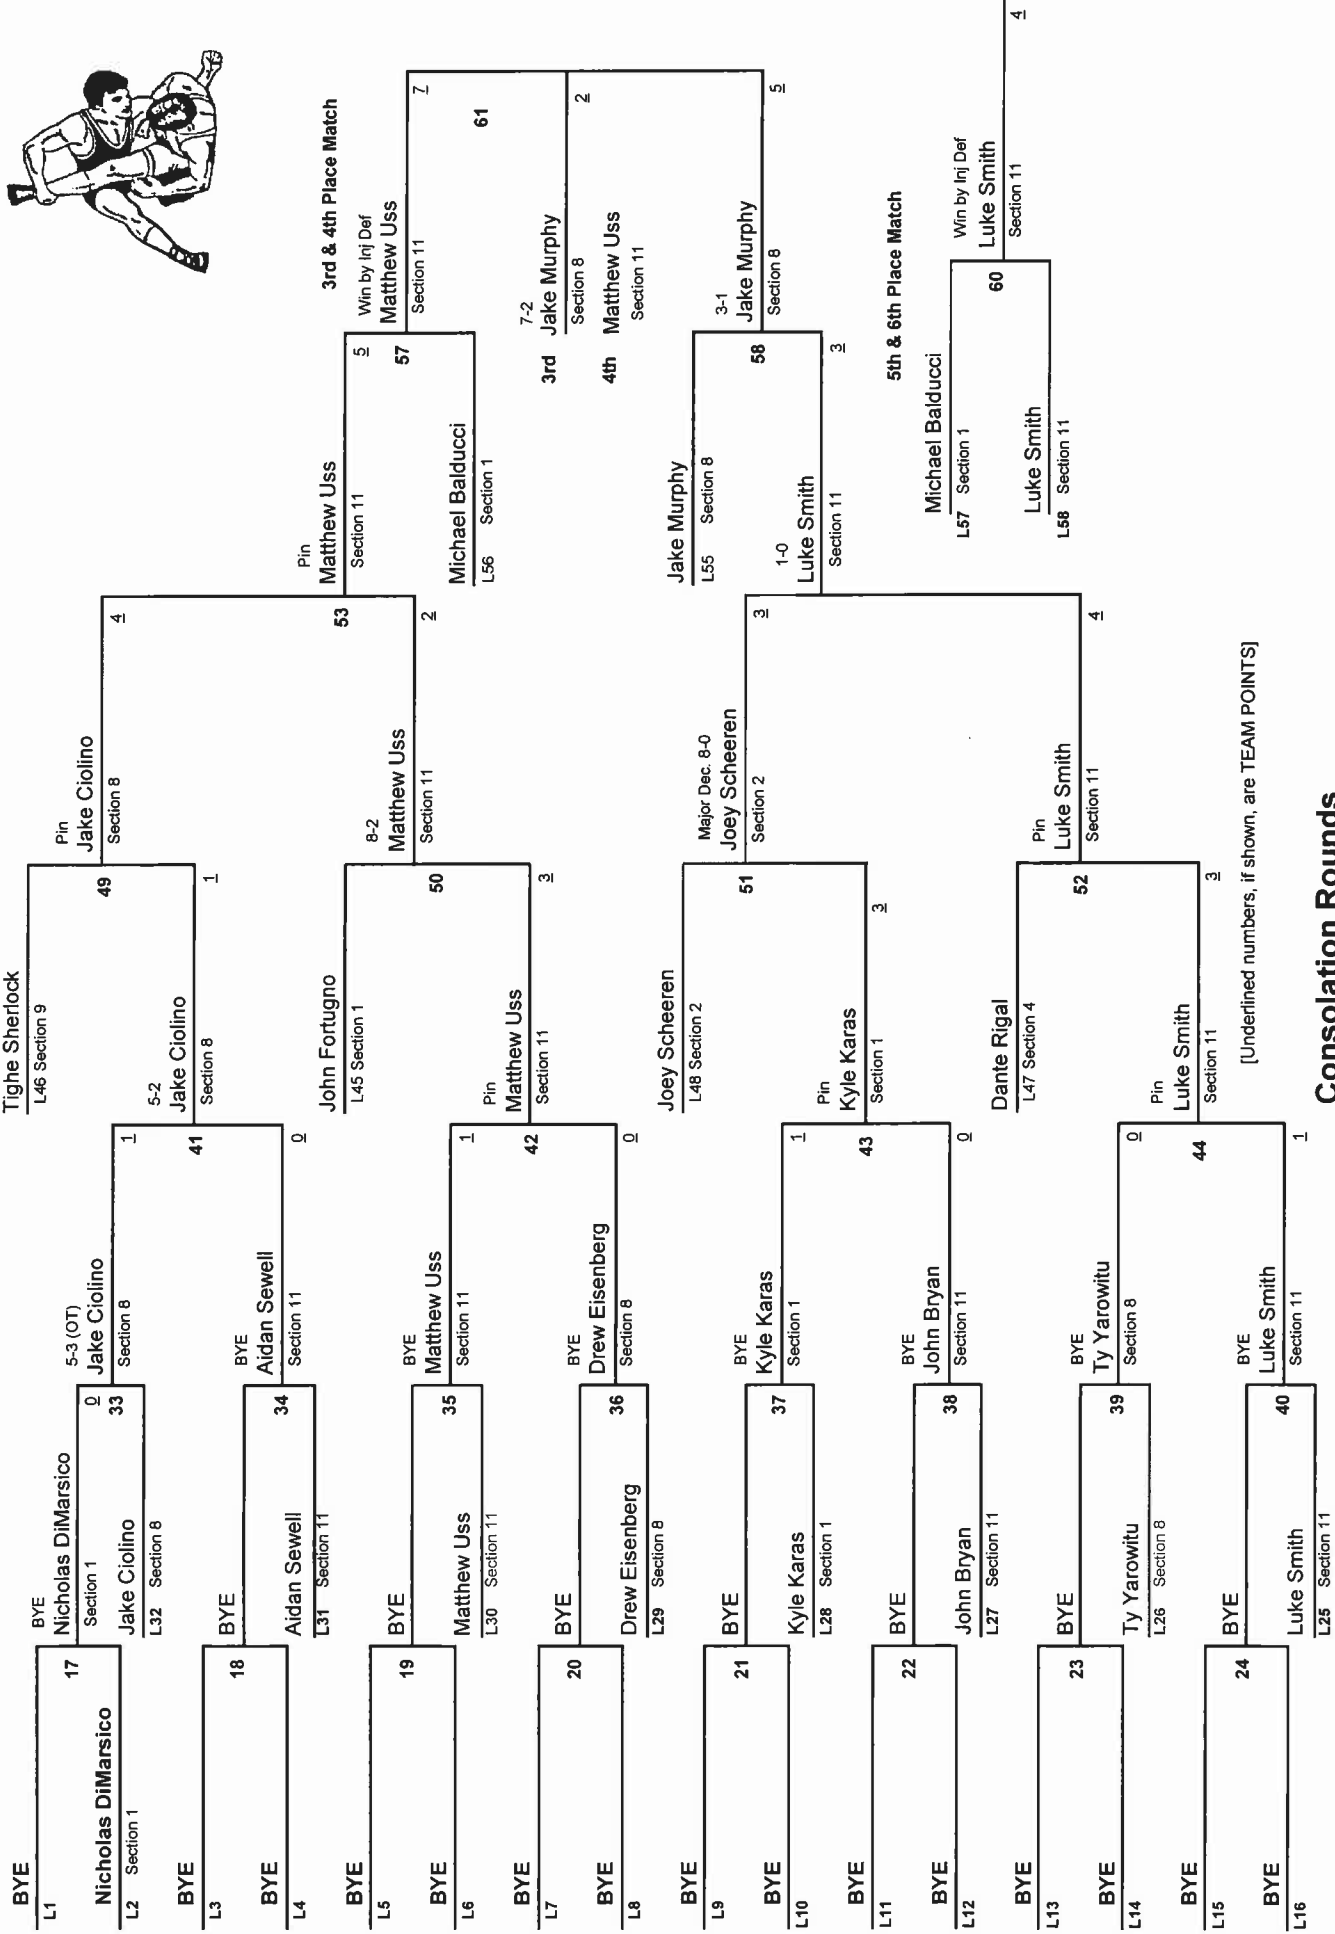 BYE
L1
Nicholas DiMarsico
L2 Section 1
BYE
L3
BYE
L4
BYE
L5
BYE
L6
BYE
L7
BYE
L8
BYE
L9
BYE
L10
BYE
L11
BYE
L12
BYE
L13
BYE
L14
BYE
L15
BYE
L16
17
18
19
20
21
22
23
24
BYE
Nicholas DiMarsico
Section 1
Jake Ciolino
L32 Section 8
BYE
Aidan Sewell
L31 Section 11
BYE
Matthew Uss
L30 Section 11
BYE
Drew Eisenberg
L29 Section 8
BYE
Kyle Karas
L28 Section 1
BYE
John Bryan
L27 Section 11
BYE
Ty Yarowitu
L26 Section 8
BYE
Luke Smith
L25 Section 11
0
33
34
35
36
37
38
39
40
5-3 (OT)
Jake Ciolino
Section 8
BYE
Aidan Sewell
Section 11
BYE
Matthew Uss
Section 11
BYE
Drew Eisenberg
Section 8
BYE
Kyle Karas
Section 1
BYE
John Bryan
Section 11
BYE
Ty Yarowitu
Section 8
BYE
Luke Smith
Section 11
1
41
0
1
42
0
1
43
0
0
44
1
Tighe Sherlock
L46 Section 9
5-2
Jake Ciolino
Section 8
John Fortugno
L45 Section 1
Pin
Matthew Uss
Section 11
Joey Scheeren
L48 Section 2
Pin
Kyle Karas
Section 1
Dante Rigal
L47 Section 4
Pin
Luke Smith
Section 11
49
1
50
3
51
3
52
3
Pin
Jake Ciolino
Section 8
8-2
Matthew Uss
Section 11
Major Dec. 8-0
Joey Scheeren
Section 2
Pin
Luke Smith
Section 11
4
53
2
3
4
Pin
Matthew Uss
Section 11
Michael Balducci
L56 Section 1
Jake Murphy
L55 Section 8
1-0
Luke Smith
Section 11
5
57
58
3
3rd & 4th Place Match
Win by Inj Def
Matthew Uss
Section 11
7
61
7-2
3rd Jake Murphy
Section 8
2
4th Matthew Uss
Section 11
3-1
Jake Murphy
Section 8
5
5th & 6th Place Match
Michael Balducci
L57 Section 1
Luke Smith
L58 Section 11
60
Win by Inj Def
Luke Smith
Section 11
4
[Underlined numbers, if shown, are TEAM POINTS]
Consolation Rounds